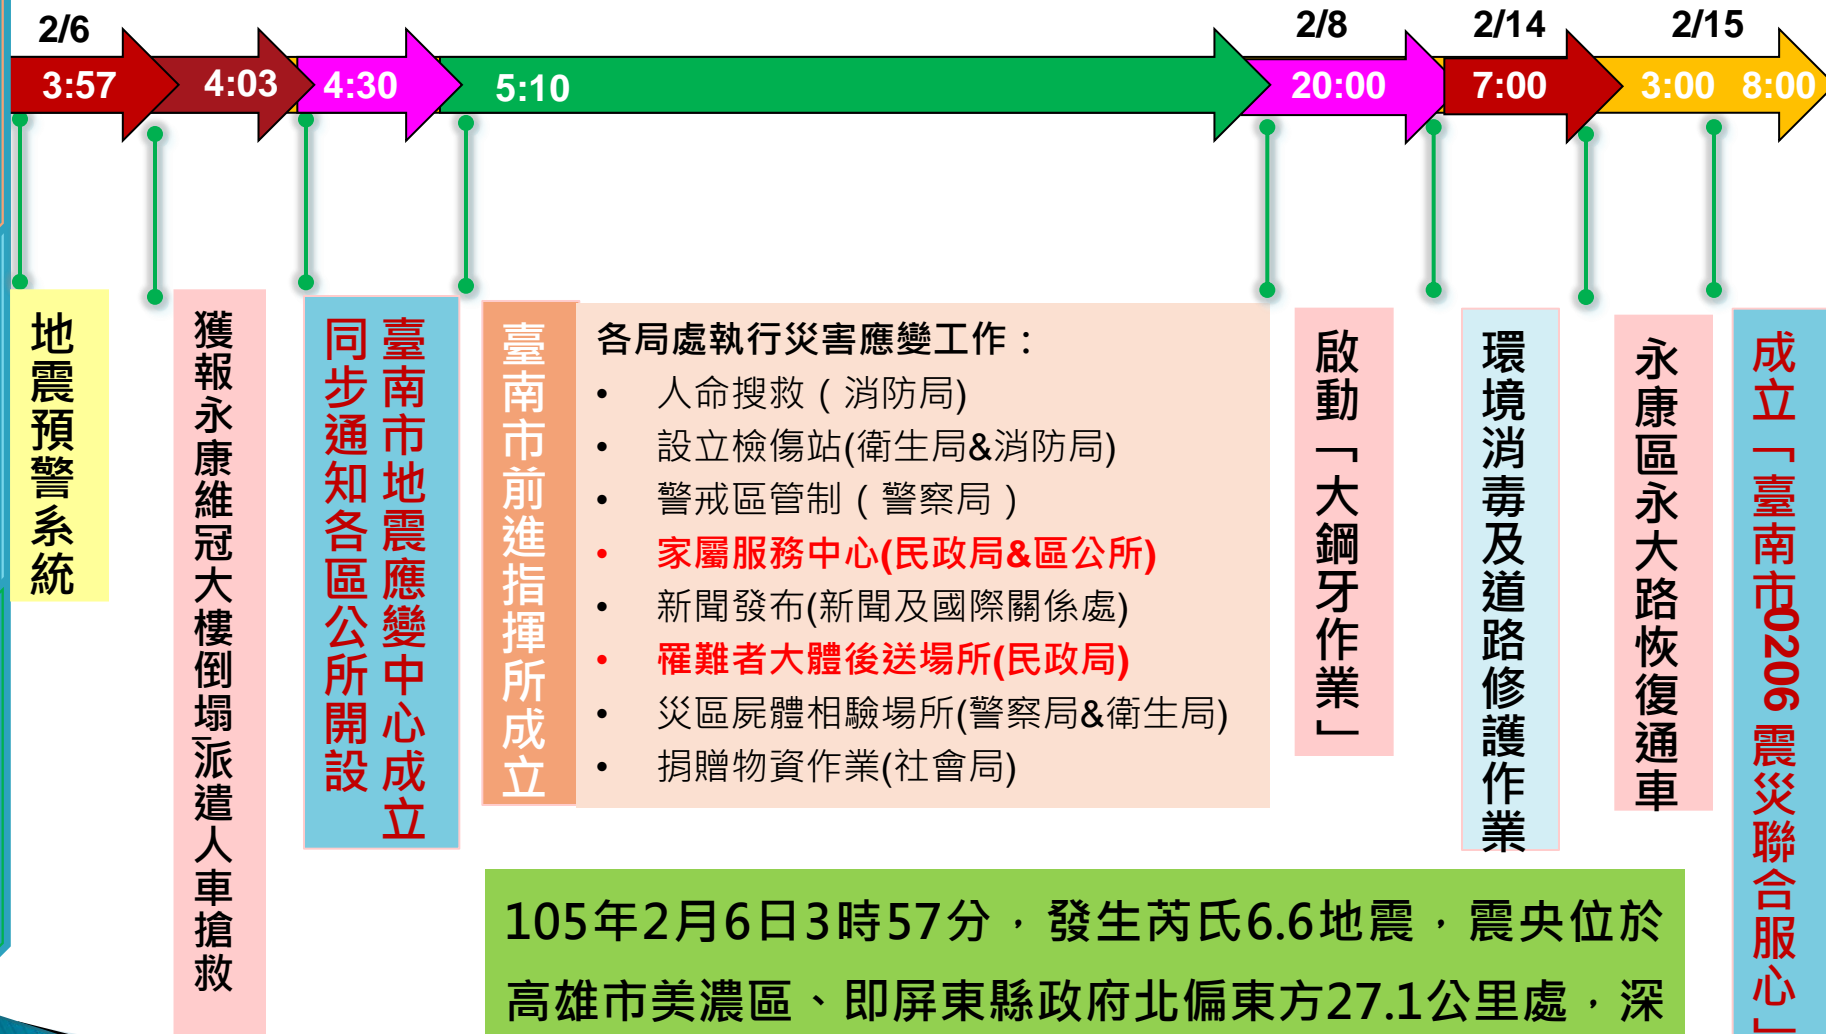 2/6
2/8
2/14
2/15
3:57
4:03
4:30
5:10
20:00
7:00
3:00
8:00
地震預警系統
獲報永康維冠大樓倒塌,派遣人車搶救
臺南市地震應變中心成立
同步通知各區公所開設
臺南市前進指揮所成立
各局處執行災害應變工作：
• 人命搜救（消防局)
• 設立檢傷站(衛生局&消防局)
• 警戒區管制（警察局）
• 家屬服務中心(民政局&區公所)
• 新聞發布(新聞及國際關係處)
• 罹難者大體後送場所(民政局)
• 災區屍體相驗場所(警察局&衛生局)
• 捐贈物資作業(社會局)
啟動「大鋼牙作業」
環境消毒及道路修護作業
永康區永大路恢復通車
成立「臺南市0206震災聯合服心」
105年2月6日3時57分，發生芮氏6.6地震，震央位於
高雄市美濃區、即屏東縣政府北偏東方27.1公里處，深